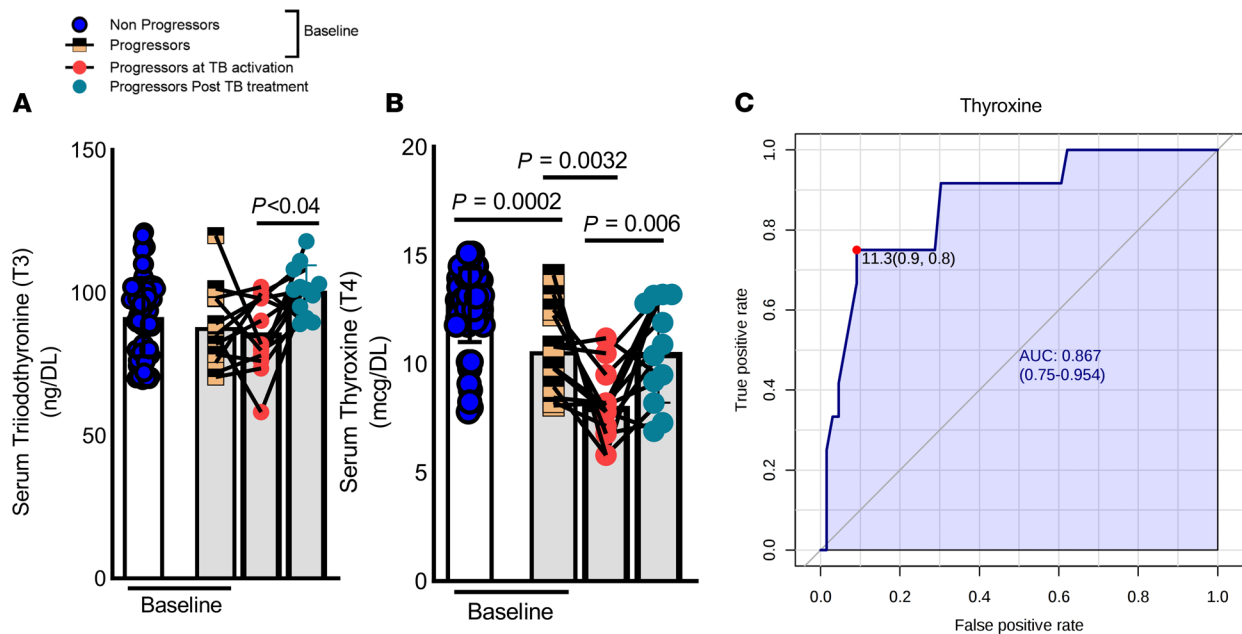 Non Progressors
Progressors
Baseline
Progressors at TB activation
Progressors Post TB treatment
A
Serum Triiodothyronine (T3)
(ng/DL)
150
100
50
0
P<0.04
Baseline
B
Serum Thyroxine (T4)
(mcg/DL)
20
15
10
5
0
P = 0.0032
P = 0.0002
P = 0.006
Baseline
C
Thyroxine
True positive rate
1.0
0.8
0.6
0.4
0.2
0.0
11.3(0.9, 0.8)
AUC: 0.867
(0.75-0.954)
0.0 0.2 0.4 0.6 0.8 1.0
False positive rate